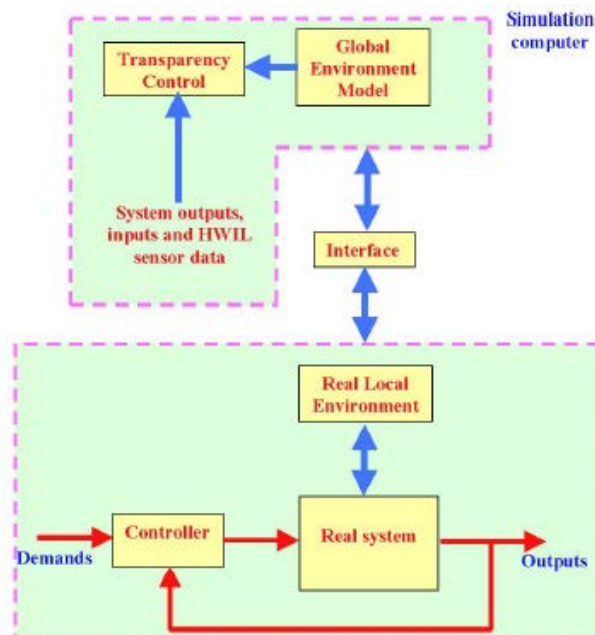 Simulation
computer
Transparency
Control
Global
Environment
Model
System outputs,
inputs and HWIL
sensor data
Interface
Real Local
Environment
Controller
Real system
Demands
Outputs